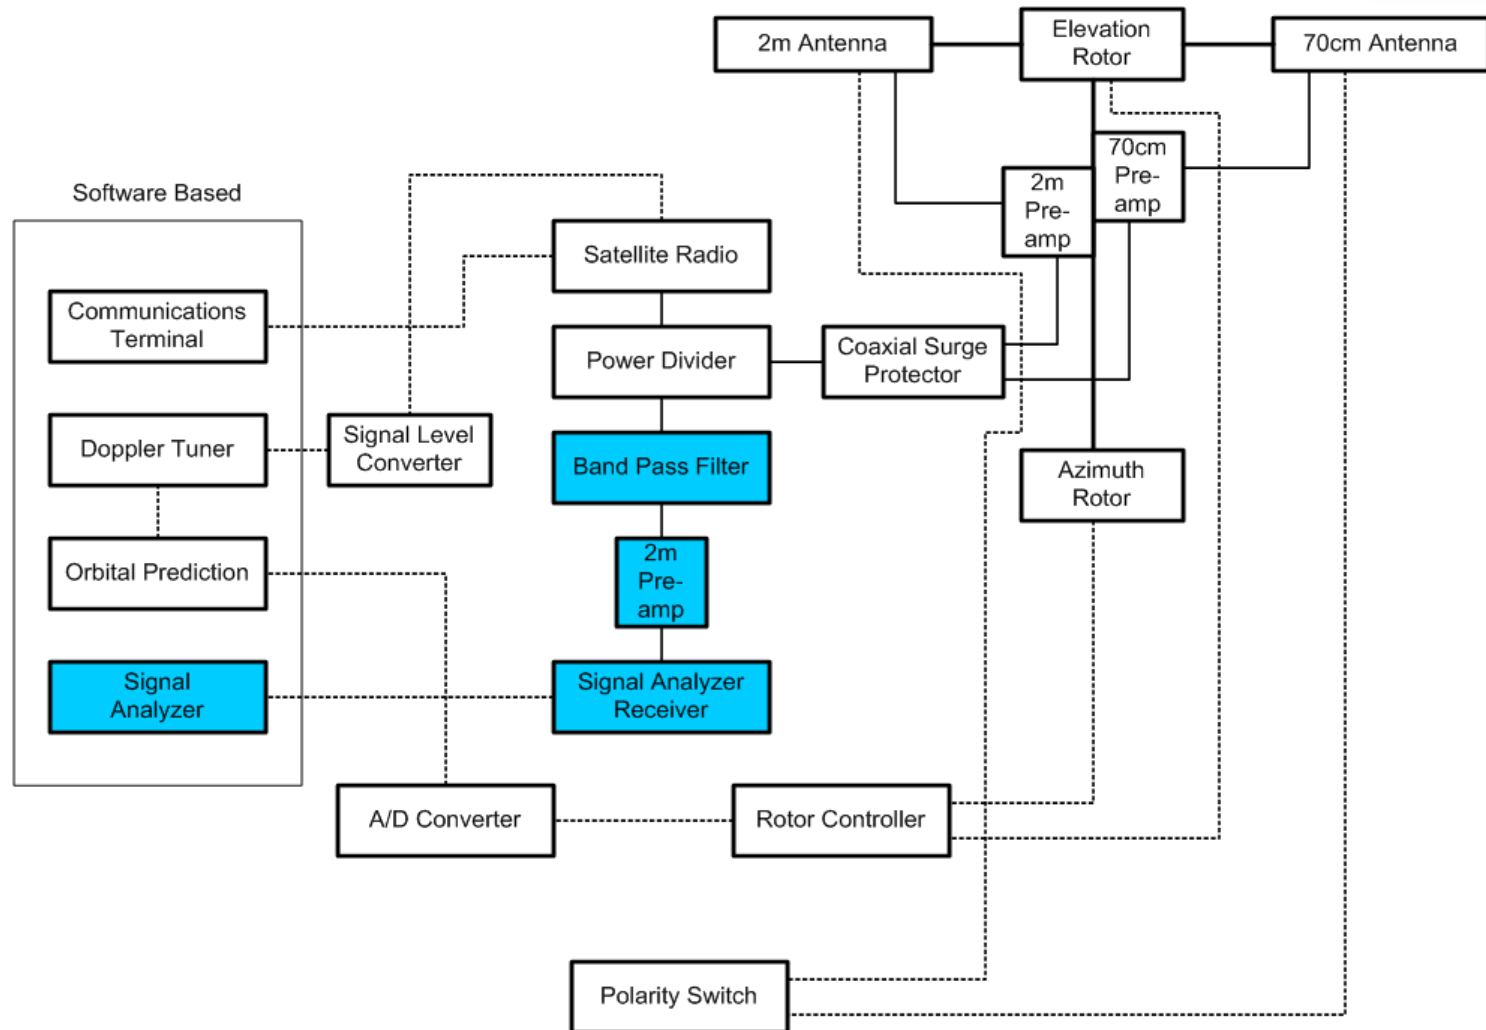 2m Antenna
Elevation
Rotor
70cm Antenna
70cm
Pre-
amp
2m
Pre-
amp
Software Based
Satellite Radio
Communications
Terminal
Power Divider
Coaxial Surge
Protector
Doppler Tuner
Signal Level
Converter
Band Pass Filter
Azimuth
Rotor
Orbital Prediction
2m
Pre-
amp
Signal
Analyzer
Signal Analyzer
Receiver
A/D Converter
Rotor Controller
Polarity Switch